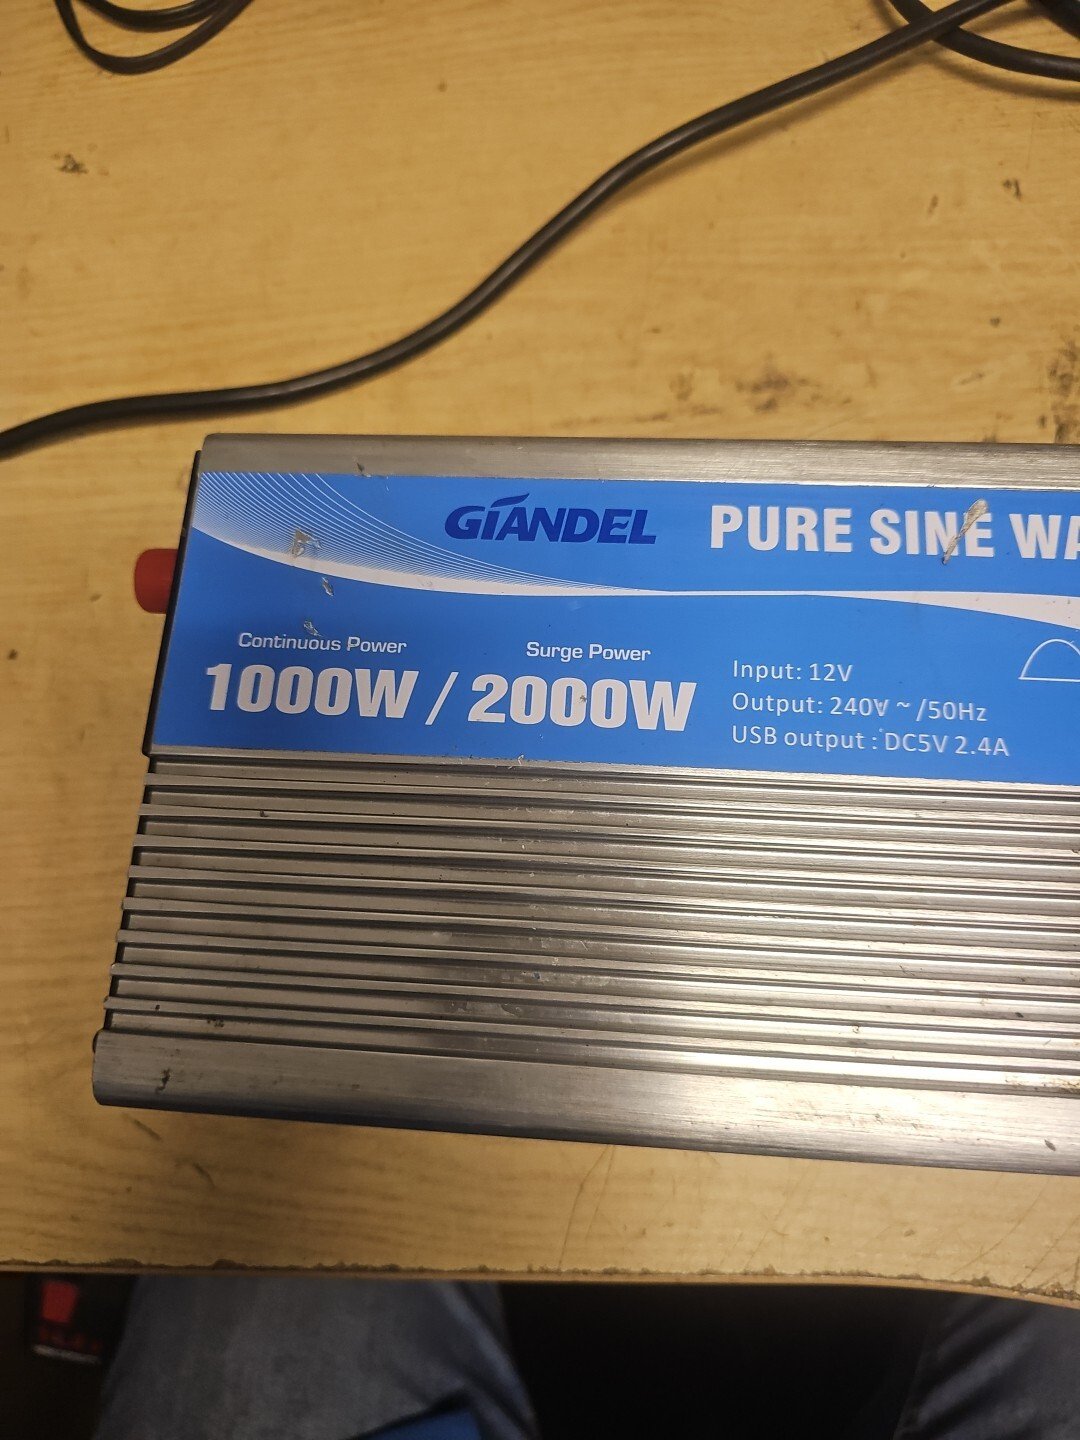 GIANDEL
PURE SINE WA
Continuous Power
Surge Power
1000W / 2000W
Input: 12V
Output: 240V ~ /50Hz
USB output : DC5V 2.4A